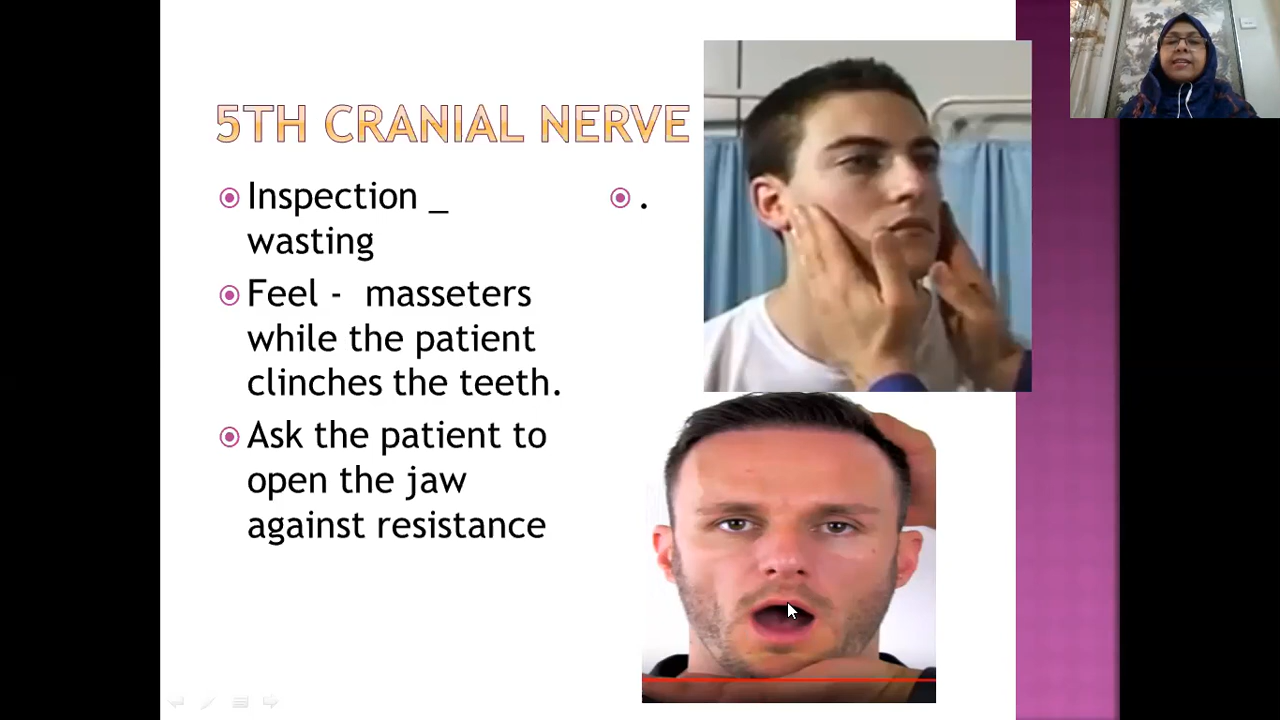 5TH CRANIAL NERVE
Inspection _
wasting
Feel -  masseters
while the patient
clinches the teeth.
Ask the patient to
open the jaw
against resistance
.